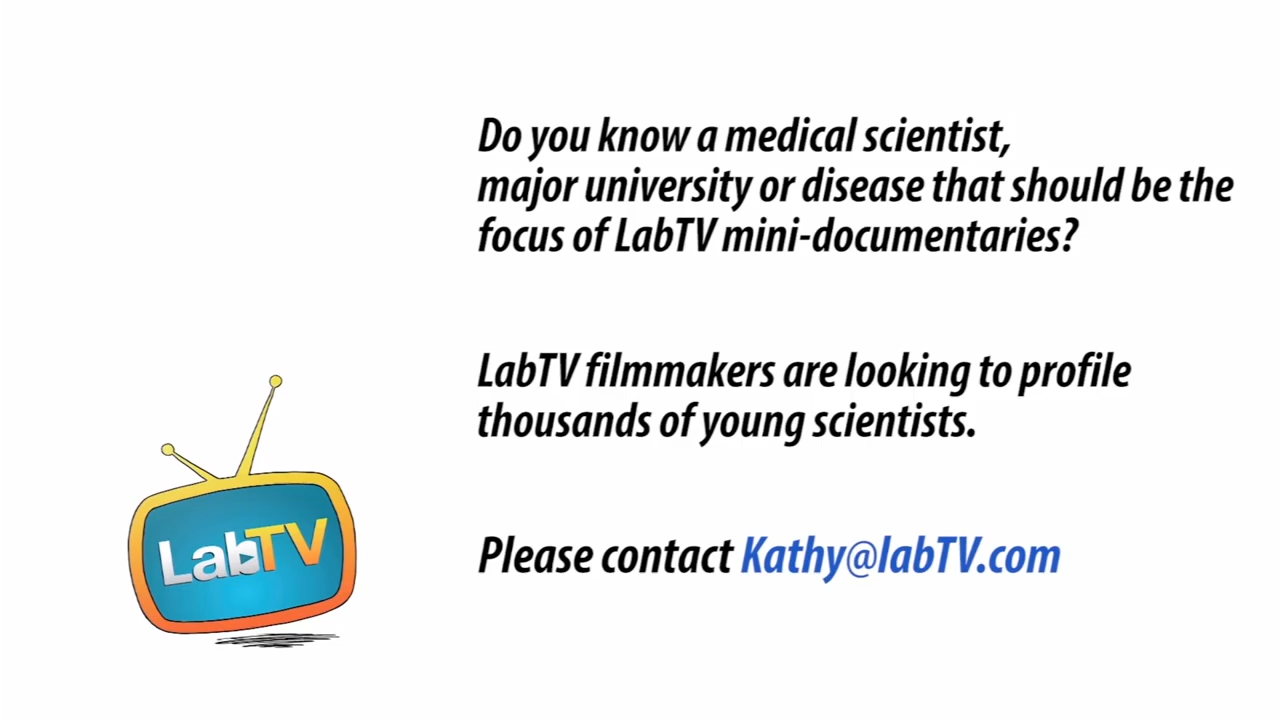 Do you know a medical scientist,
major university or disease that should be the
focus of LabTV mini-documentaries?
LabTV filmmakers are looking to profile
thousands of young scientists.
LabTV
Please contact Kathy@labTV.com